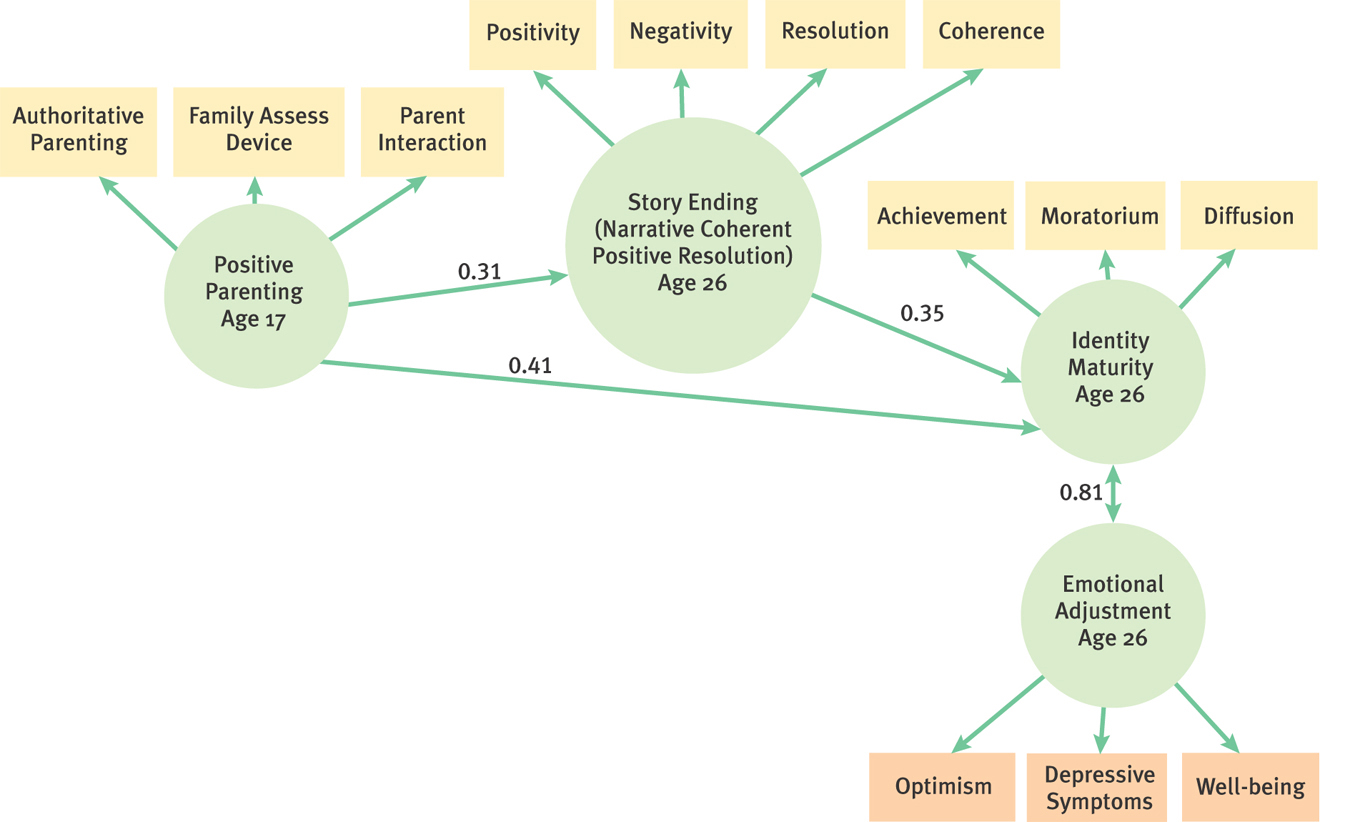 Positivity
Negativity
Resolution
Coherence
Authoritative
Parenting
Family Assess
Device
Parent
Interaction
Story Ending
(Narrative Coherent
Positive Resolution)
Age 26
Achievement
Moratorium
Diffusion
Positive
Parenting
Age 17
0.31
0.35
0.41
Identity
Maturity
Age 26
0.81
Emotional
Adjustment
Age 26
Optimism
Depressive
Symptoms
Well-being